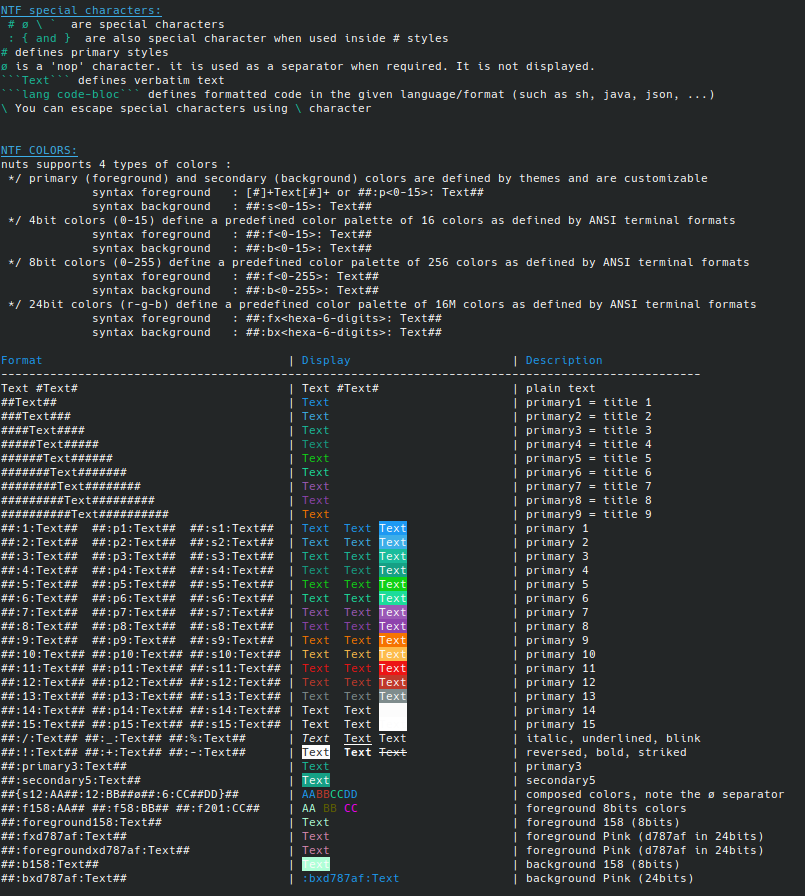 NTF special characters:
 # ø \ `  are special characters
 : { and }  are also special character when used inside # styles
# defines primary styles
ø is a 'nop' character. it is used as a separator when required. It is not displayed.
```Text``` defines verbatim text
```lang code-bloc``` defines formatted code in the given language/format (such as sh, java, json, ...)
\ You can escape special characters using \ character
NTF COLORS:
nuts supports 4 types of colors :
 */ primary (foreground) and secondary (background) colors are defined by themes and are customizable
             syntax foreground   : [#]+Text[#]+ or ##:p<0-15>: Text##
             syntax background   : ##:s<0-15>: Text##
 */ 4bit colors (0-15) define a predefined color palette of 16 colors as defined by ANSI terminal formats
             syntax foreground   : ##:f<0-15>: Text##
             syntax background   : ##:b<0-15>: Text##
 */ 8bit colors (0-255) define a predefined color palette of 256 colors as defined by ANSI terminal formats
             syntax foreground   : ##:f<0-255>: Text##
             syntax background   : ##:b<0-255>: Text##
 */ 24bit colors (r-g-b) define a predefined color palette of 16M colors as defined by ANSI terminal formats
             syntax foreground   : ##:fx<hexa-6-digits>: Text##
             syntax background   : ##:bx<hexa-6-digits>: Text##
Format | Display | Description
----------------------------------------------------------------------------------------------------
Text #Text# | Text #Text# | plain text
##Text## | Text | primary1 = title 1
###Text### | Text | primary2 = title 2
####Text#### | Text | primary3 = title 3
#####Text##### | Text | primary4 = title 4
######Text###### | Text | primary5 = title 5
#######Text####### | Text | primary6 = title 6
########Text######## | Text | primary7 = title 7
#########Text######### | Text | primary8 = title 8
##########Text########## | Text | primary9 = title 9
##:1:Text##  ##:p1:Text##  ##:s1:Text## | Text  Text Text | primary 1
##:2:Text##  ##:p2:Text##  ##:s2:Text## | Text  Text Text | primary 2
##:3:Text##  ##:p3:Text##  ##:s3:Text## | Text  Text Text | primary 3
##:4:Text##  ##:p4:Text##  ##:s4:Text## | Text  Text Text | primary 4
##:5:Text##  ##:p5:Text##  ##:s5:Text## | Text  Text Text | primary 5
##:6:Text##  ##:p6:Text##  ##:s6:Text## | Text  Text Text | primary 6
##:7:Text##  ##:p7:Text##  ##:s7:Text## | Text  Text Text | primary 7
##:8:Text##  ##:p8:Text##  ##:s8:Text## | Text  Text Text | primary 8
##:9:Text##  ##:p9:Text##  ##:s9:Text## | Text  Text Text | primary 9
##:10:Text## ##:p10:Text## ##:s10:Text## | Text  Text Text | primary 10
##:11:Text## ##:p11:Text## ##:s11:Text## | Text  Text Text | primary 11
##:12:Text## ##:p12:Text## ##:s12:Text## | Text  Text Text | primary 12
##:13:Text## ##:p13:Text## ##:s13:Text## | Text  Text Text | primary 13
##:14:Text## ##:p14:Text## ##:s14:Text## | Text  Text | primary 14
##:15:Text## ##:p15:Text## ##:s15:Text## | Text  Text | primary 15
##:/:Text## ##:_:Text## ##:%:Text## | Text  Text Text | italic, underlined, blink
##:!:Text## ##:+:Text## ##:-:Text## | Text  Text Text | reversed, bold, striked
##:primary3:Text## | Text | primary3
##:secondary5:Text## | Text | secondary5
##{s12:AA##:12:BB##ø##:6:CC##DD}## | AABBCCDD | composed colors, note the ø separator
##:f158:AA## ##:f58:BB## ##:f201:CC## | AA BB CC | foreground 8bits colors
##:foreground158:Text## | Text | foreground 158 (8bits)
##:fxd787af:Text## | Text | foreground Pink (d787af in 24bits)
##:foregroundxd787af:Text## | Text | foreground Pink (d787af in 24bits)
##:b158:Text## | Text | background 158 (8bits)
##:bxd787af:Text## | :bxd787af:Text | background Pink (24bits)